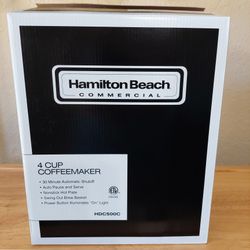 Hamilton Beach
COMMERCIAL
4 CUP
COFFEEMAKER
• 30 Minute Automatic Shutoff
• Auto Pause and Serve
• Nonstick Hot Plate
• Swing Out Brew Basket
• Power Button Illuminates "On" Light
HDC500C